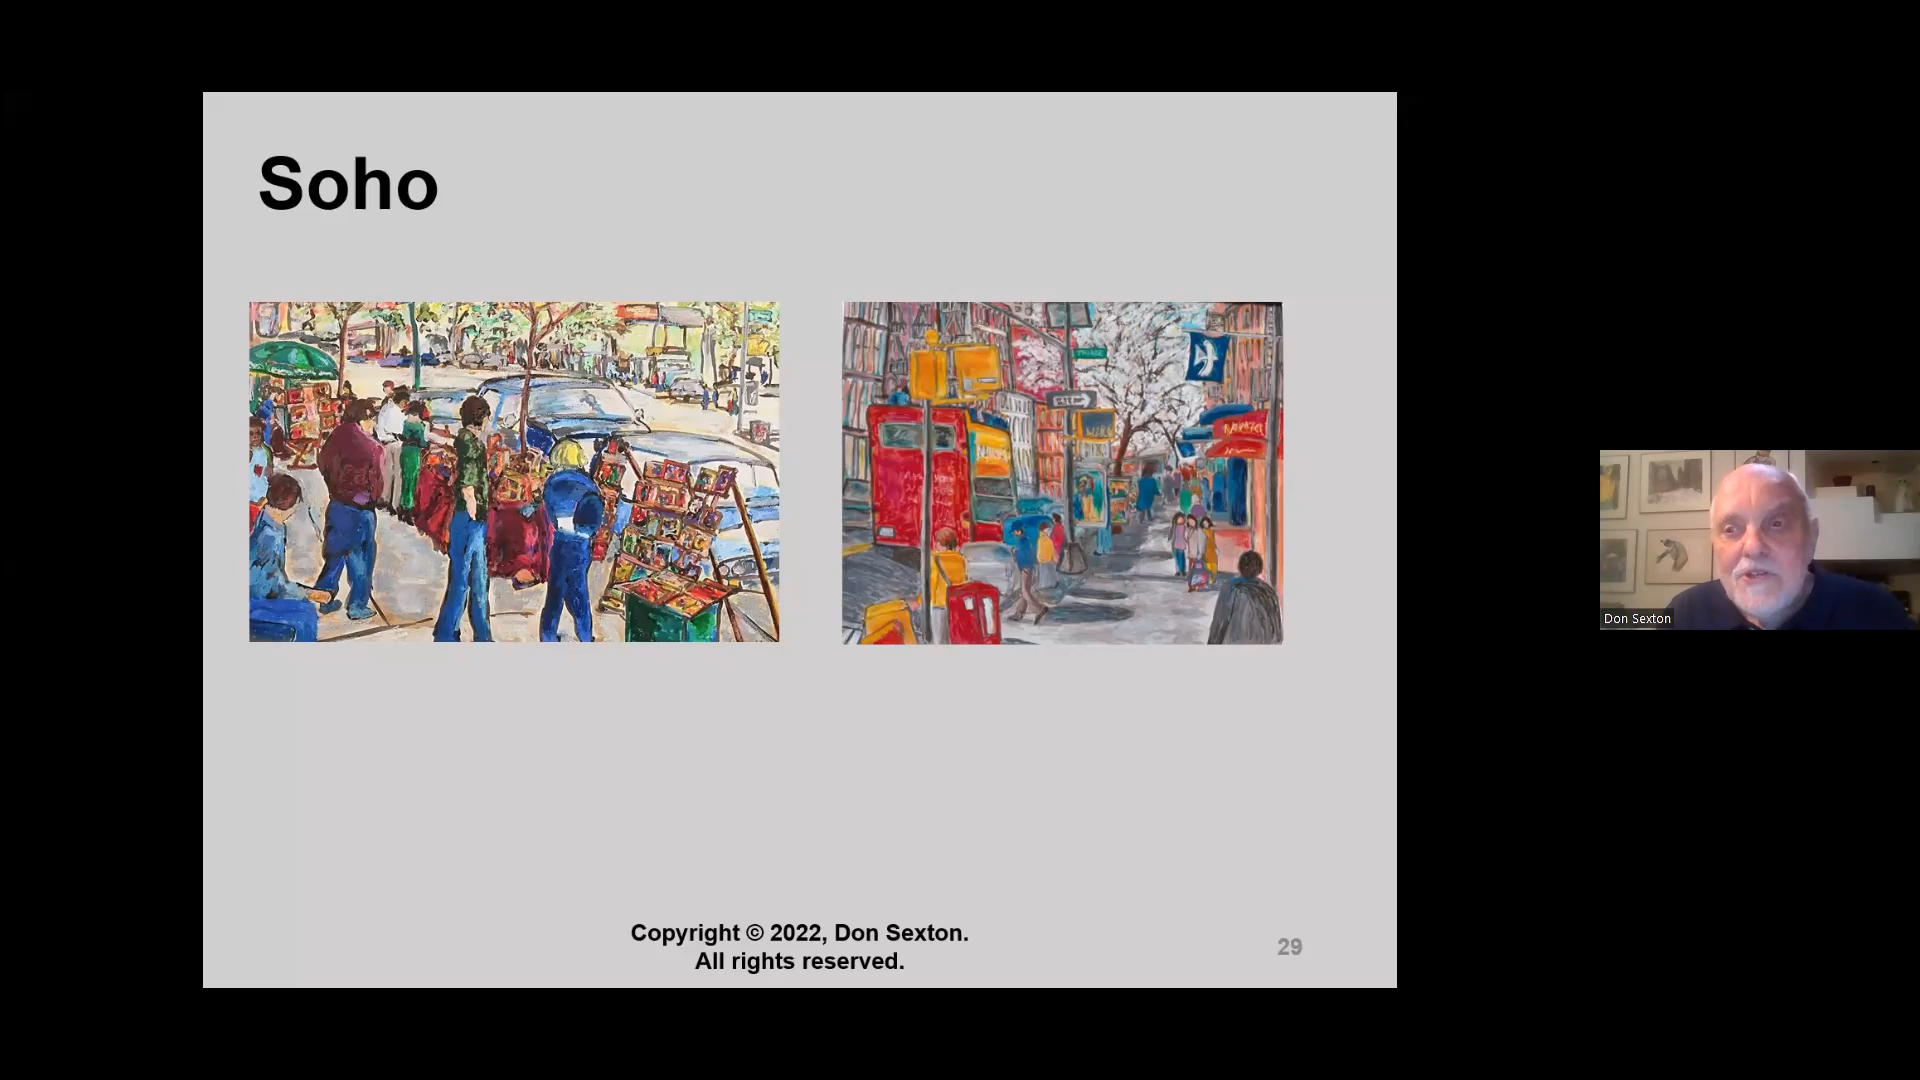 Soho
Copyright © 2022, Don Sexton.
All rights reserved.
29
Don Sexton